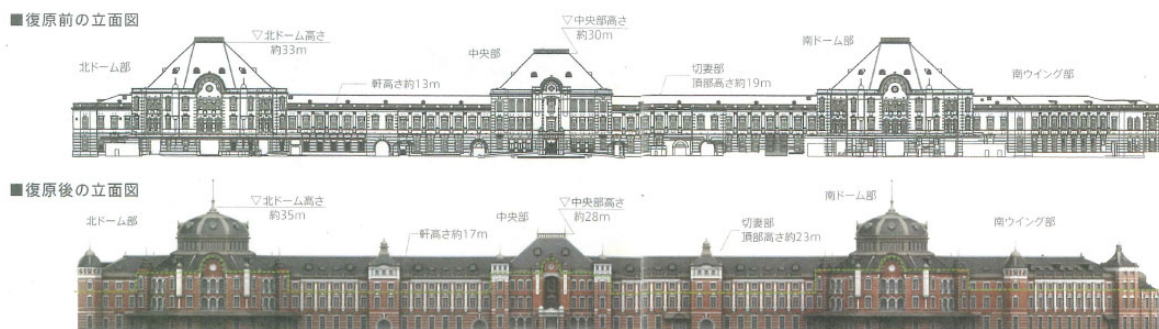 ■復原前の立面図
▽北ドーム高さ
約33m
▽中央部高さ
約30m
北ドーム部
中央部
南ドーム部
軒高さ約13m
切妻部
頂部高さ約19m
南ウイング部
■復原後の立面図
▽北ドーム高さ
約35m
▽中央部高さ
約28m
北ドーム部
中央部
南ドーム部
軒高さ約17m
切妻部
頂部高さ約23m
南ウイング部